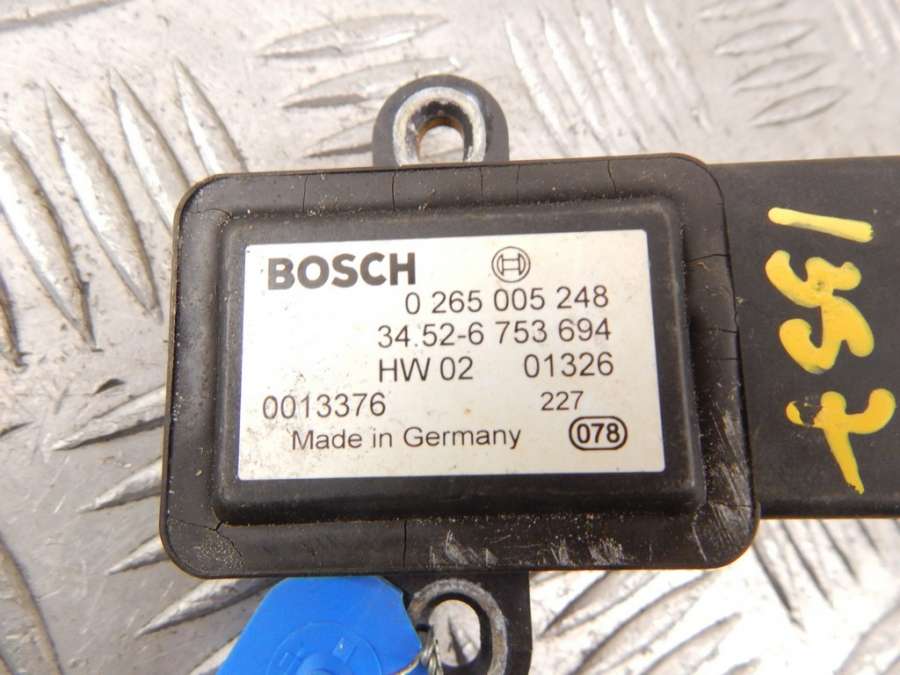 BOSCH
0 265 005 248
34.52-6 753 694
HW 02 01326
0013376 227
Made in Germany 078